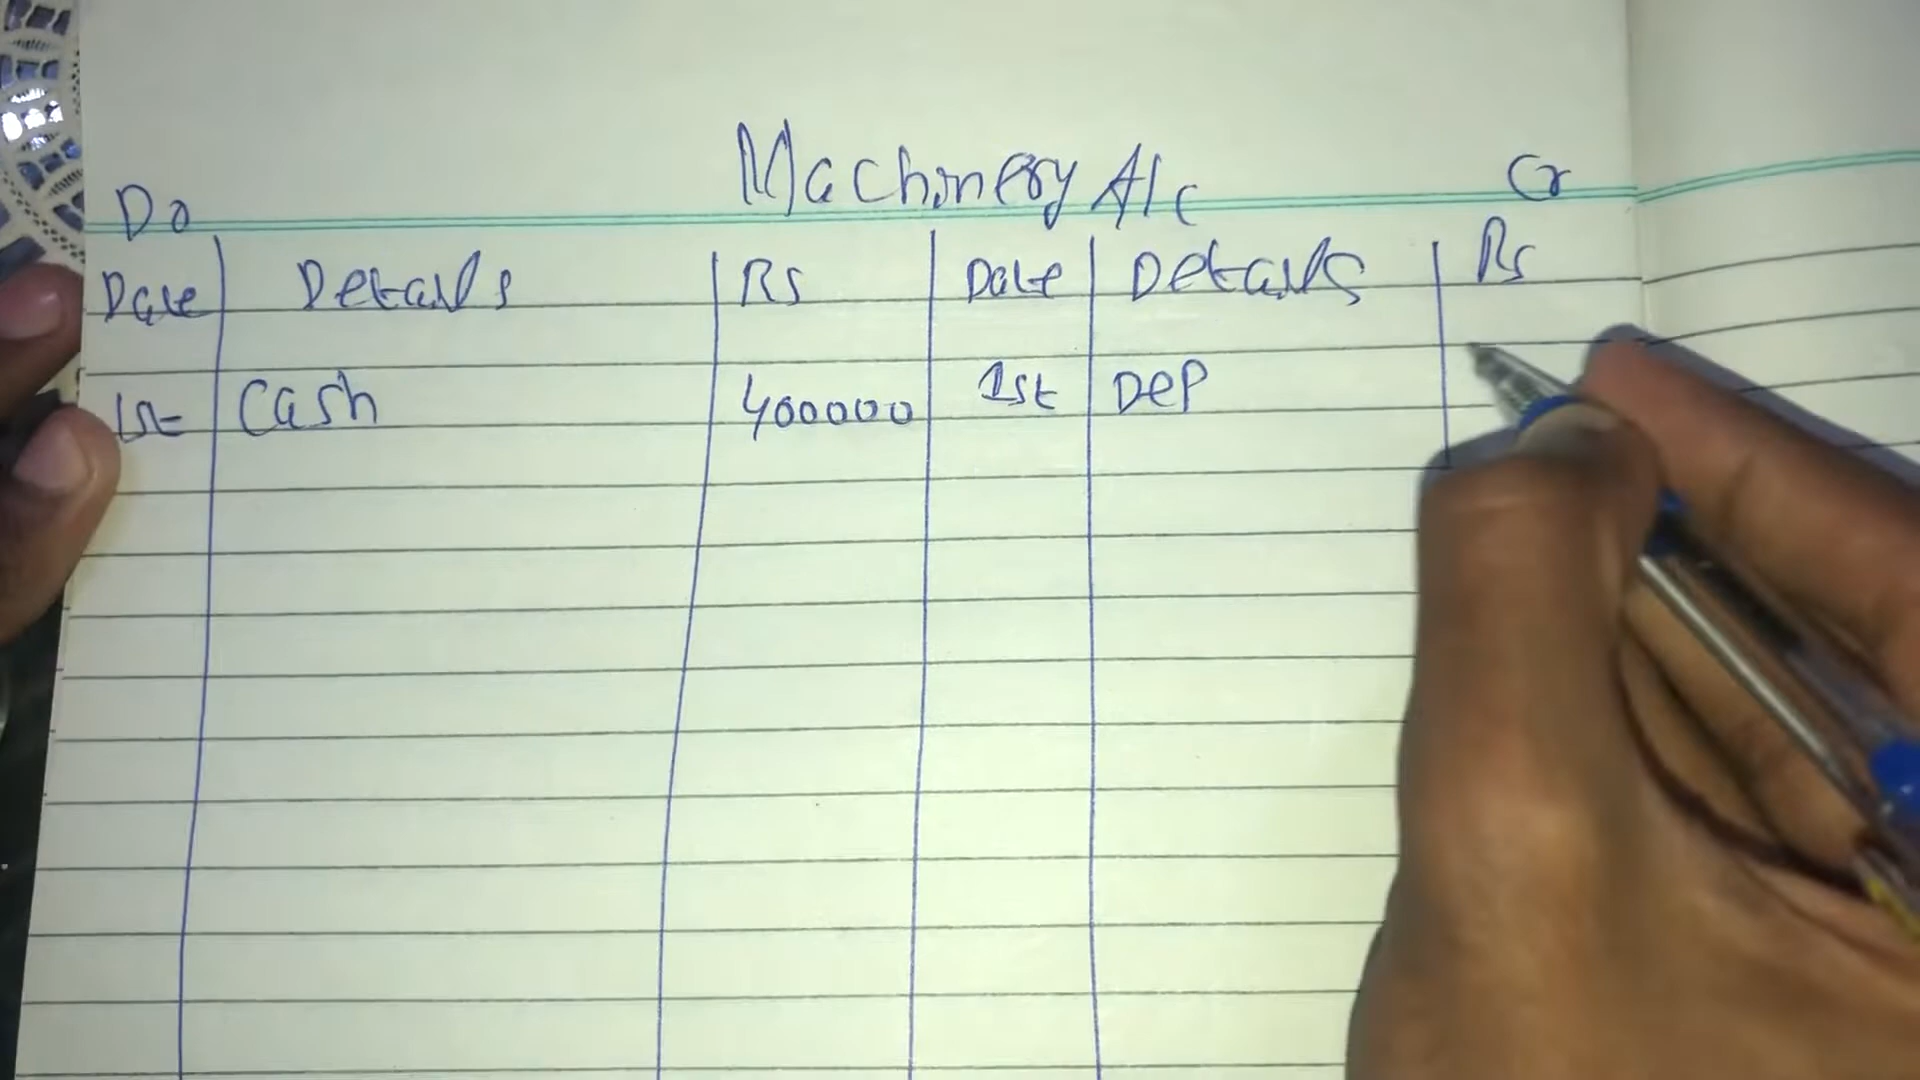 Machinery A/c
Dr Cr
Date Details Rs Date Details Rs
1st Cash 400000 1st Dep